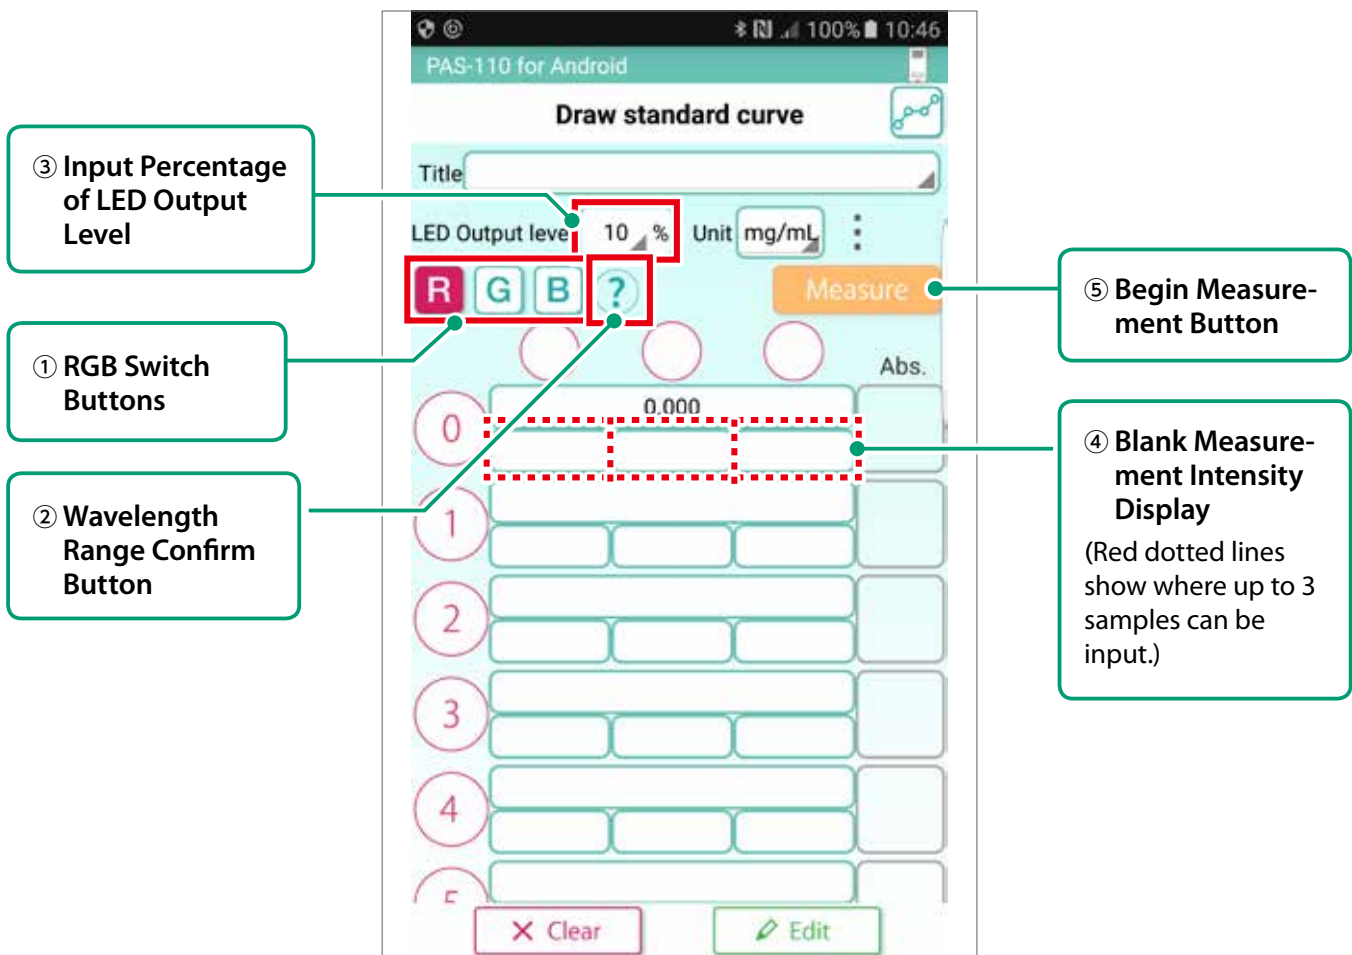 100% 10:46
PAS-110 for Android
Draw standard curve
Title
LED Output leve 10 % Unit mg/mL
R G B ? Measure
Abs.
0 0.000
1
2
3
4
Clear Edit
③ Input Percentage
of LED Output
Level
① RGB Switch
Buttons
② Wavelength
Range Confirm
Button
⑤ Begin Measure-
ment Button
④ Blank Measure-
ment Intensity
Display
(Red dotted lines
show where up to 3
samples can be
input.)